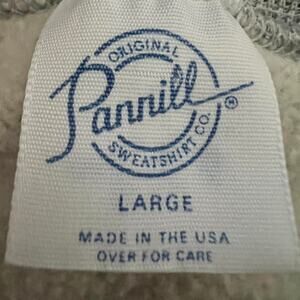 ORIGINAL
Pannill ®
SWEATSHIRT CO.
LARGE
MADE IN THE USA
OVER FOR CARE